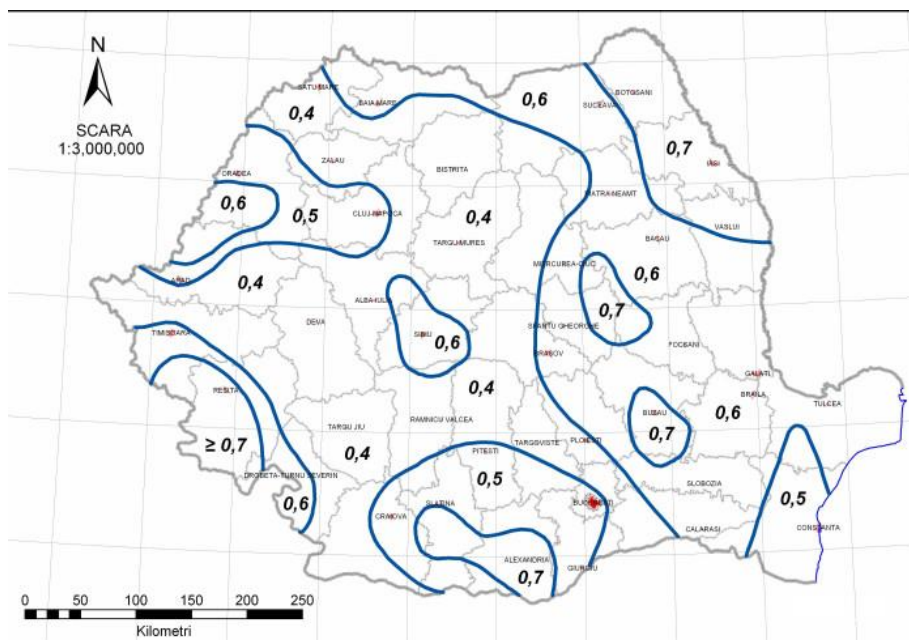 N
SCARA
1:3,000,000
SATU MARE
0,4
BAIA MARE
0,6
SUCEAVA
BOTOSANI
0,7
IASI
ZALAU
ORADEA
0,6
0,5
CLUJ-NAPOCA
BISTRITA
0,4
TARGU-MURES
PIATRA-NEAMT
BACAU
VASLUI
0,6
MIERCUREA-CIUC
0,7
ARAD
0,4
ALBA-IULIA
DEVA
SIBIU
0,6
SFANTU GHEORGHE
BRASOV
FOCSANI
TIMISOARA
RESITA
≥ 0,7
0,4
GALATI
BRAILA
TULCEA
0,6
BUZAU
0,7
TARGU JIU
0,4
RAMNICU VALCEA
PITESTI
TARGOVISTE
PLOIESTI
DROBETA-TURNU SEVERIN
0,6
0,5
SLOBOZIA
0,5
CONSTANTA
CRAIOVA
SLATINA
BUCURESTI
CALARASI
ALEXANDRIA
0,7
GIURGIU
0 50 100 150 200 250
Kilometri